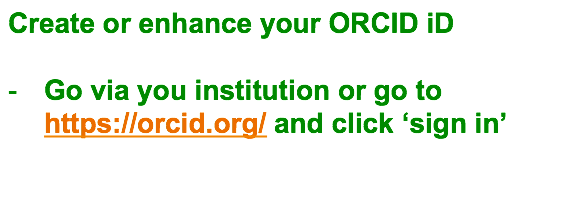 Create or enhance your ORCID iD
- Go via you institution or go to
https://orcid.org/ and click ‘sign in’